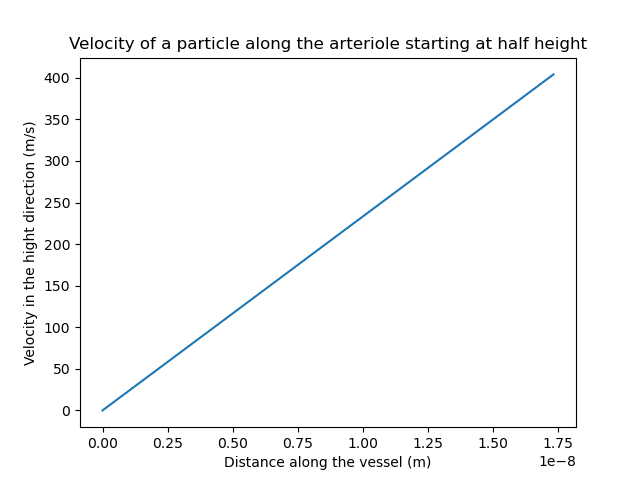 Velocity of a particle along the arteriole starting at half height
Velocity in the hight direction (m/s)
400
350
300
250
200
150
100
50
0
0.00 0.25 0.50 0.75 1.00 1.25 1.50 1.75
1e−8
Distance along the vessel (m)